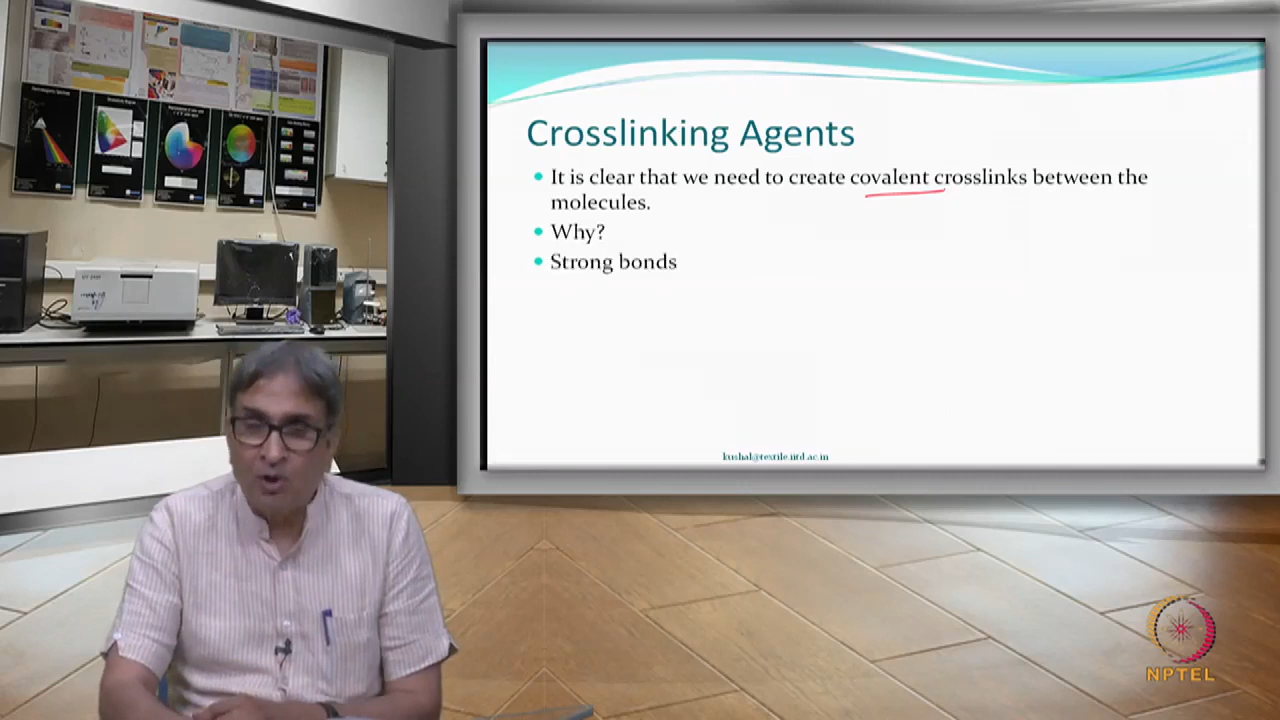 Crosslinking Agents
It is clear that we need to create covalent crosslinks between the
molecules.
Why?
Strong bonds
kushal@textile.iitd.ac.in
NPTEL